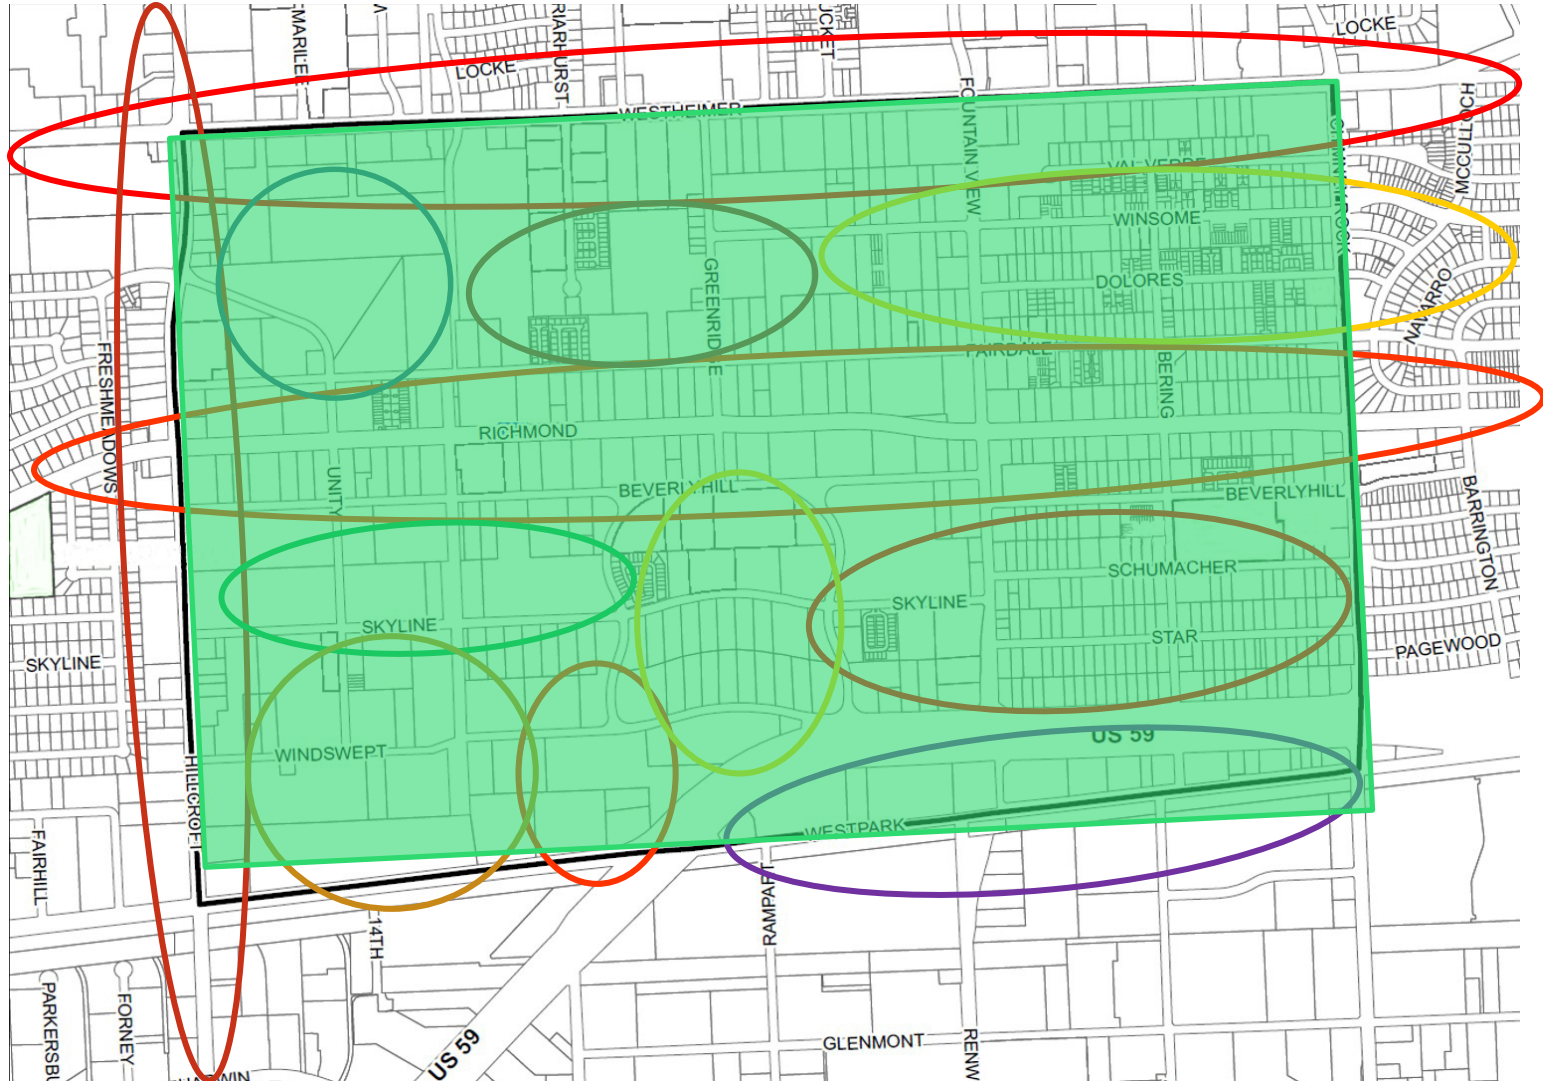 LOCKE
MARILEE
LOCKE
WESTHEIMER
FOUNTAIN VIEW
MCCULLOCH
VAL VERDE
WINSOME
DOLORES
NAVARRO
GREENRIDGE
FRESHMEADOWS
FAIRDALE
BERING
RICHMOND
UNITY
BEVERLYHILL
BEVERLYHILL
BARRINGTON
SCHUMACHER
SKYLINE
SKYLINE
STAR
PAGEWOOD
SKYLINE
US 59
WINDSWEPT
HILLCROFT
WESTPARK
FAIRHILL
RAMPART
14TH
PARKERSBU
FORNEY
US 59
GLENMONT
RENW